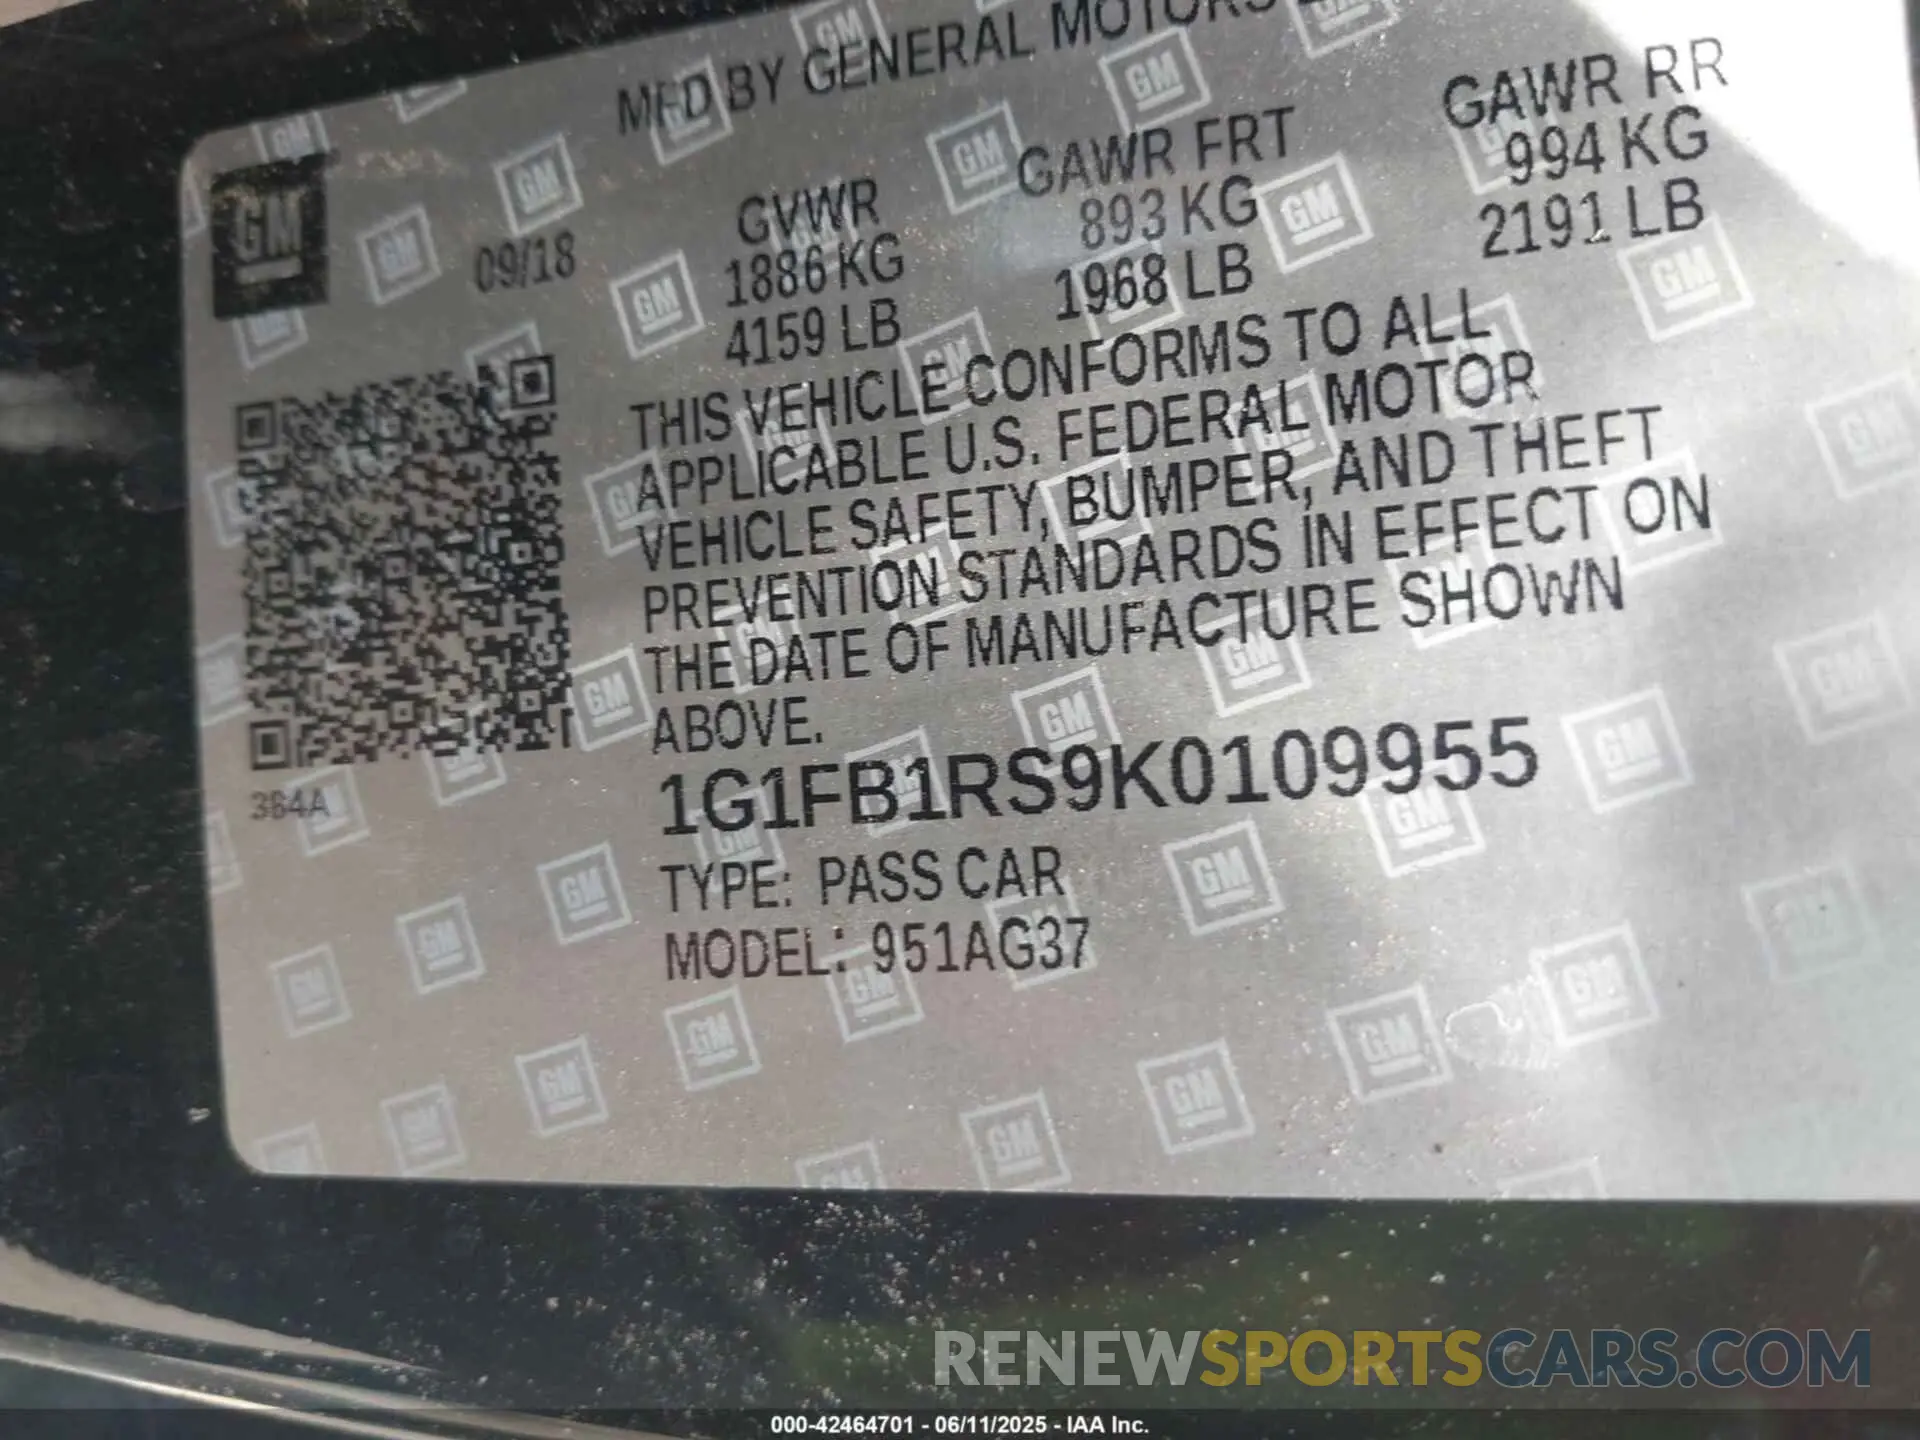 MFD BY GENERAL MOTORS
GM
09/18
GVWR
1886 KG
4159 LB
GAWR FRT
893 KG
1968 LB
GAWR RR
994 KG
2191 LB
THIS VEHICLE CONFORMS TO ALL
APPLICABLE U.S. FEDERAL MOTOR
VEHICLE SAFETY, BUMPER, AND THEFT
PREVENTION STANDARDS IN EFFECT ON
THE DATE OF MANUFACTURE SHOWN
ABOVE.
384A
1G1FB1RS9K0109955
TYPE: PASS CAR
MODEL: 951AG37
RENEWSPORTSCARS.COM
000-42464701 - 06/11/2025 - IAA Inc.